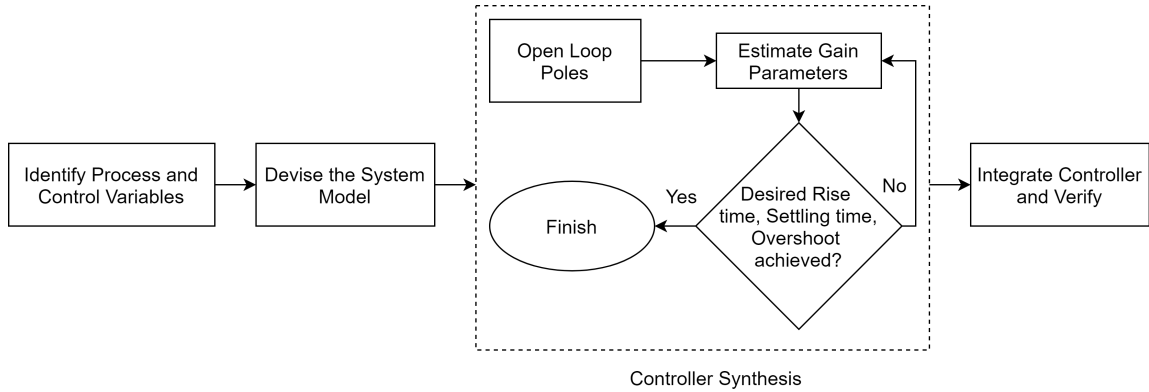 Identify Process and
Control Variables
Devise the System
Model
Open Loop
Poles
Estimate Gain
Parameters
Desired Rise
time, Settling time,
Overshoot
achieved?
Yes
No
Finish
Integrate Controller
and Verify
Controller Synthesis